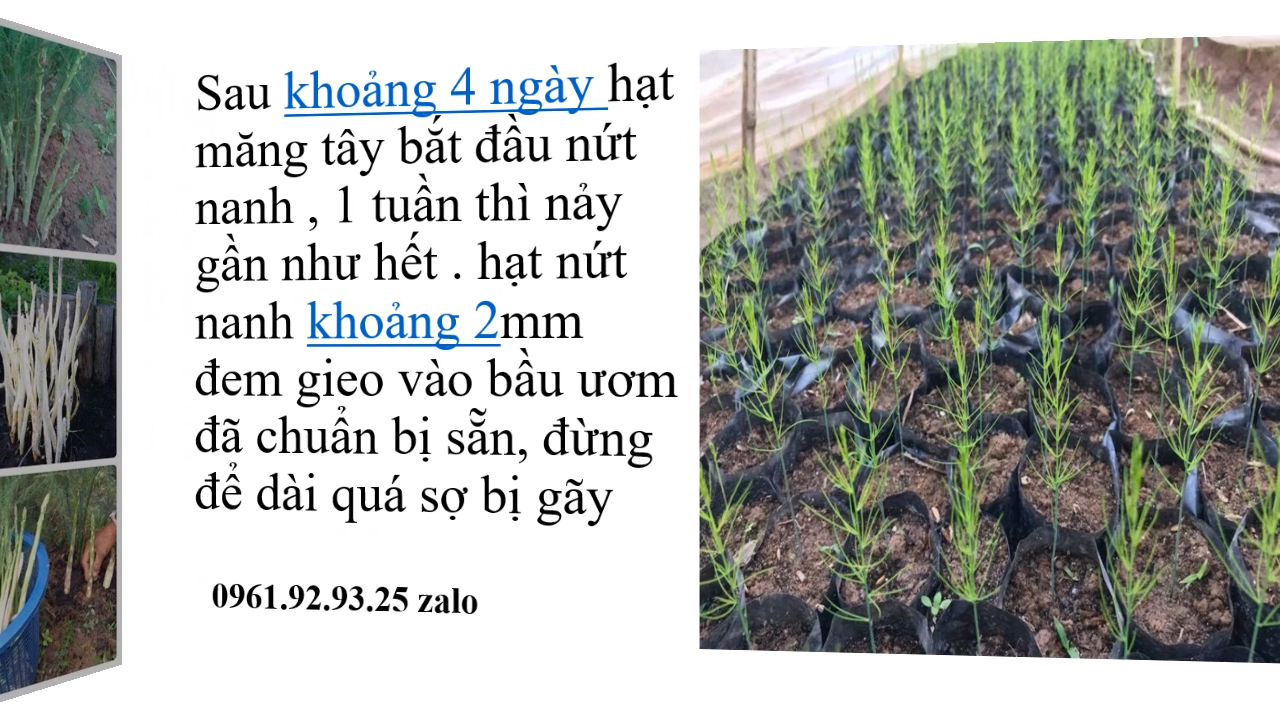 Sau khoảng 4 ngày hạt
măng tây bắt đầu nứt
nanh , 1 tuần thì nảy
gần như hết . hạt nứt
nanh khoảng 2mm
đem gieo vào bầu ươm
đã chuẩn bị sẵn, đừng
để dài quá sợ bị gãy
0961.92.93.25 zalo